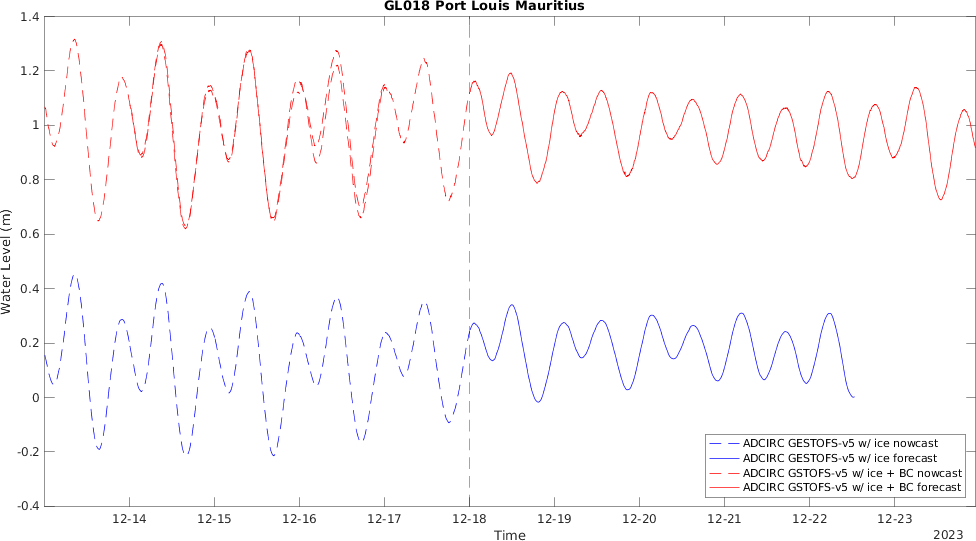 GL018 Port Louis Mauritius
Water Level (m)
1.4
1.2
1
0.8
0.6
0.4
0.2
0
-0.2
-0.4
12-14 12-15 12-16 12-17 12-18 12-19 12-20 12-21 12-22 12-23
Time
2023
ADCIRC GESTOFS-v5 w/ ice nowcast
ADCIRC GESTOFS-v5 w/ ice forecast
ADCIRC GSTOFS-v5 w/ ice + BC nowcast
ADCIRC GSTOFS-v5 w/ ice + BC forecast